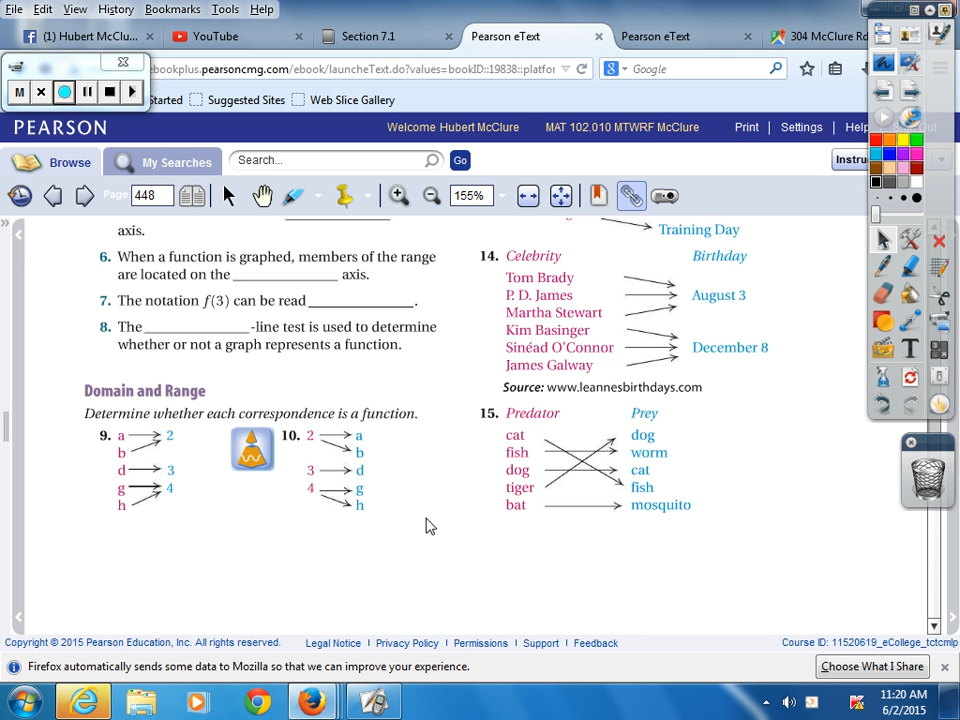 File Edit View History Bookmarks Tools Help
(1) Hubert McClu... YouTube Section 7.1 Pearson eText Pearson eText 304 McClure Rd
ebookplus.pearsoncmg.com/ebook/launcheText.do?values=bookID::19838::platfor Google
M
Started Suggested Sites Web Slice Gallery
PEARSON Welcome Hubert McClure MAT 102.010 MTWRF McClure Print Settings Help
Browse My Searches Search... Go Instru
Page 448 155%
axis.
6. When a function is graphed, members of the range
are located on the ______________ axis.
7. The notation f(3) can be read ______________ .
8. The ______________ -line test is used to determine
whether or not a graph represents a function.
Domain and Range
Determine whether each correspondence is a function.
9. a 2
b
d 3
g 4
h
10. 2 a
b
3 d
4 g
h
Training Day
14. Celebrity Birthday
Tom Brady
P. D. James August 3
Martha Stewart
Kim Basinger
Sinéad O’Connor December 8
James Galway
Source: www.leannesbirthdays.com
15. Predator Prey
cat dog
fish worm
dog cat
tiger fish
bat mosquito
Copyright © 2015 Pearson Education, Inc. All rights reserved. Legal Notice | Privacy Policy | Permissions | Support | Feedback Course ID: 11520619_eCollege_tctcmlp
Firefox automatically sends some data to Mozilla so that we can improve your experience. Choose What I Share
11:20 AM
6/2/2015